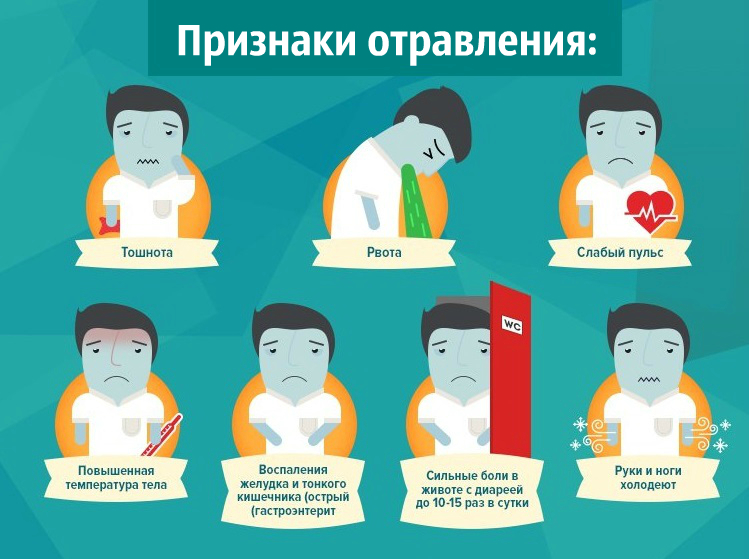 Признаки отравления:
Тошнота
Рвота
Слабый пульс
WC
Повышенная
температура тела
Воспаления
желудка и тонкого
кишечника (острый
(гастроэнтерит
Сильные боли в
животе с диареей
до 10-15 раз в сутки
Руки и ноги
холодеют